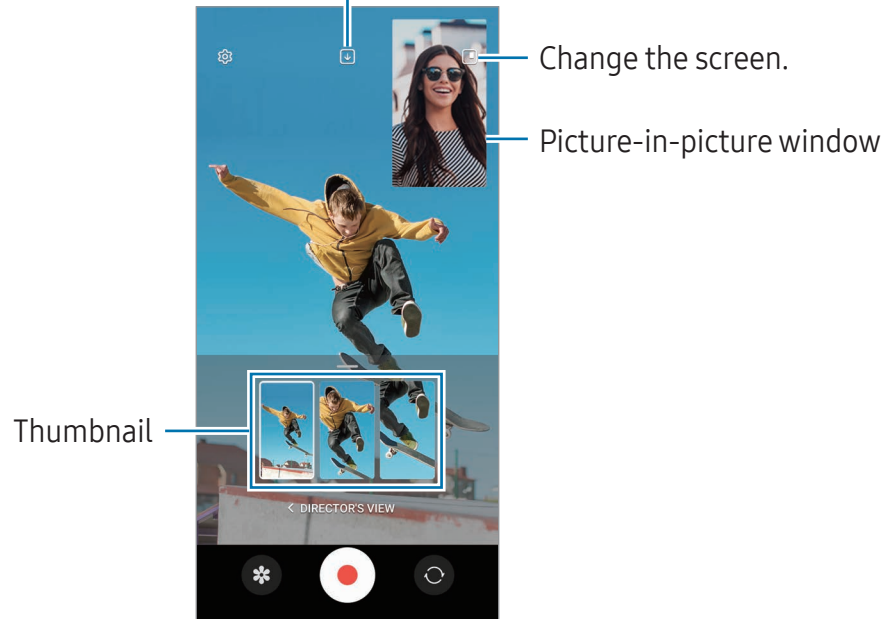 Change the screen.
Picture-in-picture window
Thumbnail
< DIRECTOR'S VIEW